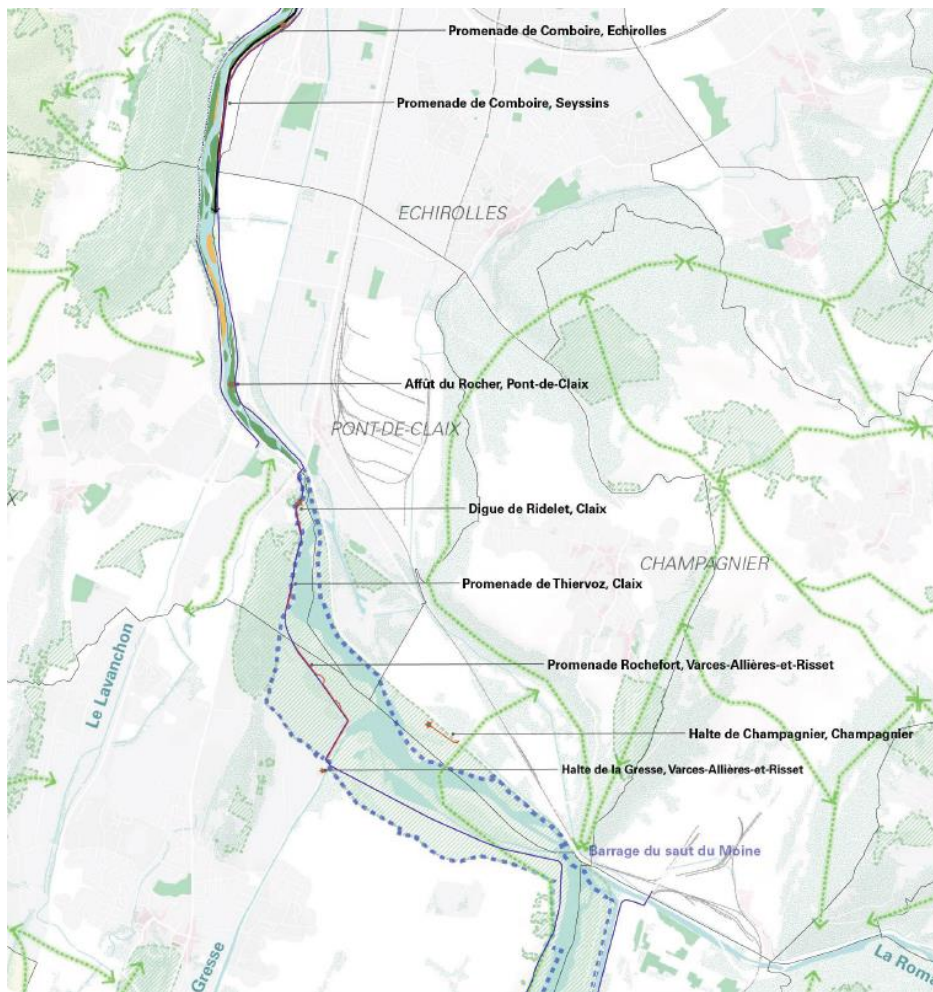 Promenade de Comboire, Echirolles
Promenade de Comboire, Seyssins
ECHIROLLES
Affût du Rocher, Pont-de-Claix
PONT-DE-CLAIX
X
Digue de Ridelet, Claix
CHAMPAGNIER
Promenade de Thiervoz, Claix
Le Lavanchon
Promenade Rochefort, Varces-Allières-et-Risset
Halte de Champagnier, Champagnier
Halte de la Gresse, Varces-Allières-et-Risset
Barrage du saut du Moine
Gresse
La Roma